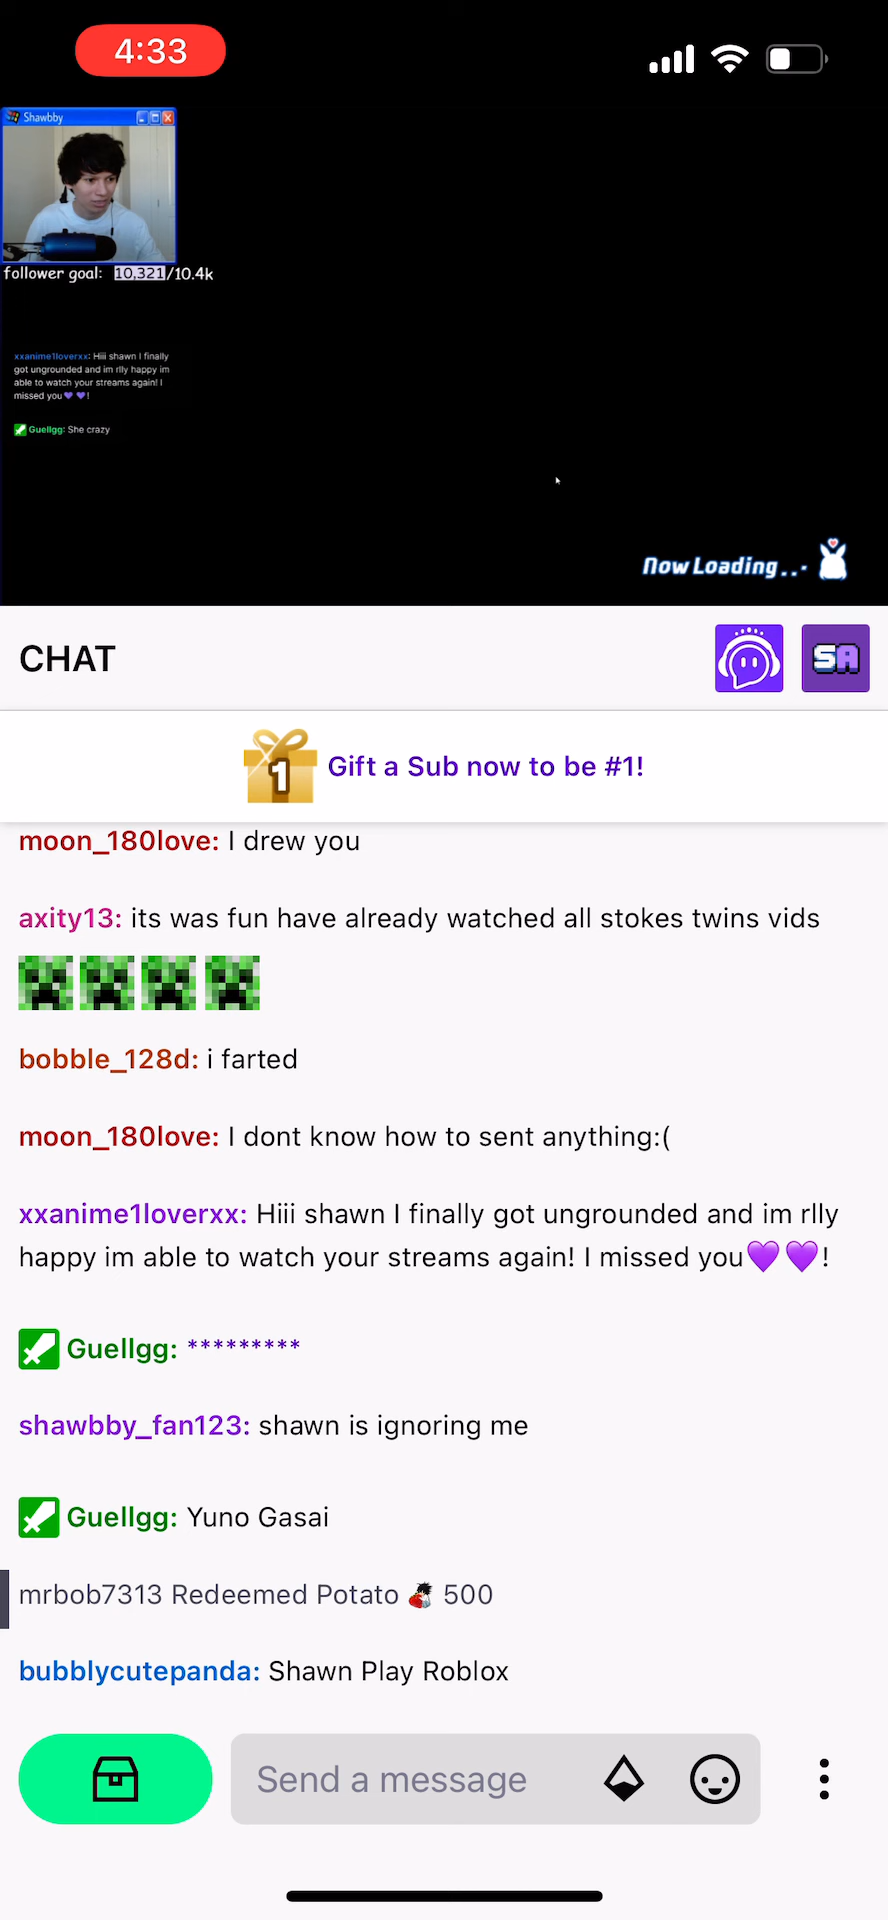 4:33
Shawbby
follower goal: 10,321/10.4k
xxanime1loverxx: Hiii shawn I finally
got ungrounded and im rlly happy im
able to watch your streams again! I
missed you💜 💜!
Guellgg: She crazy
Now Loading...
CHAT
SA
1
Gift a Sub now to be #1!
moon_180love: I drew you
axity13: its was fun have already watched all stokes twins vids
bobble_128d: i farted
moon_180love: I dont know how to sent anything:(
xxanime1loverxx: Hiii shawn I finally got ungrounded and im rlly
happy im able to watch your streams again! I missed you💜💜!
Guellgg: *********
shawbby_fan123: shawn is ignoring me
Guellgg: Yuno Gasai
mrbob7313 Redeemed Potato 500
bubblycutepanda: Shawn Play Roblox
Send a message